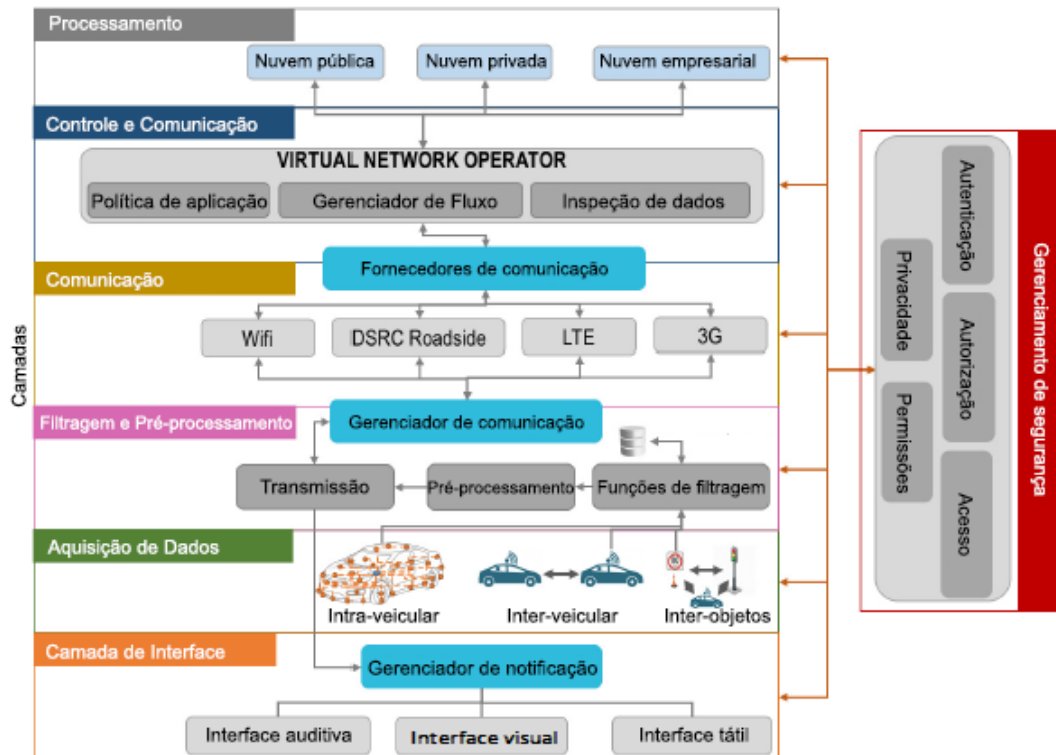 Processamento
Nuvem pública
Nuvem privada
Nuvem empresarial
Controle e Comunicação
VIRTUAL NETWORK OPERATOR
Política de aplicação
Gerenciador de Fluxo
Inspeção de dados
Fornecedores de comunicação
Comunicação
Wifi
DSRC Roadside
LTE
3G
Camadas
Gerenciador de comunicação
Filtragem e Pré-processamento
Transmissão
Pré-processamento
Funções de filtragem
Aquisição de Dados
Intra-veicular
Inter-veicular
Inter-objetos
Camada de Interface
Gerenciador de notificação
Interface auditiva
Interface visual
Interface tátil
Privacidade
Permissões
Autenticação
Autorização
Acesso
Gerenciamento de segurança